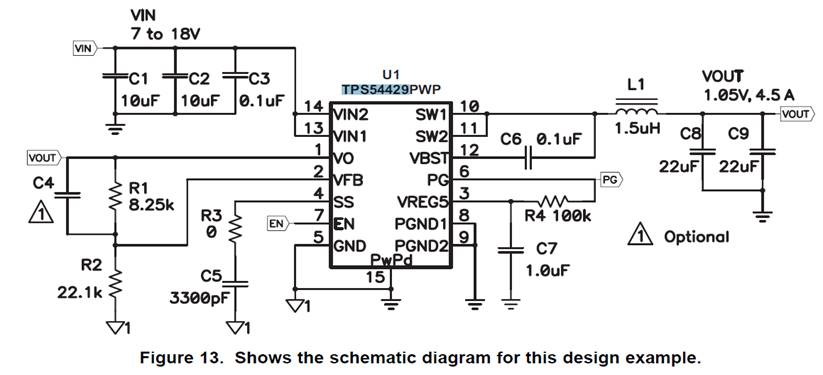 VIN
7 to 18V
VIN
C1
10uF
C2
10uF
C3
0.1uF
U1
TPS54429PWP
14 VIN2
13 VIN1
1 VO
2 VFB
4 SS
7 EN
5 GND
PwPd
15
SW1 10
SW2 11
VBST 12
PG 6
VREG5 3
PGND1 8
PGND2 9
VOUT
C4
1
R1
8.25k
R2
22.1k
1
R3
0
C5
3300pF
1
EN
1
C6 0.1uF
L1
1.5uH
VOUT
1.05V, 4.5 A
VOUT
C8
22uF
C9
22uF
PG
R4 100k
C7
1.0uF
1 Optional
Figure 13. Shows the schematic diagram for this design example.